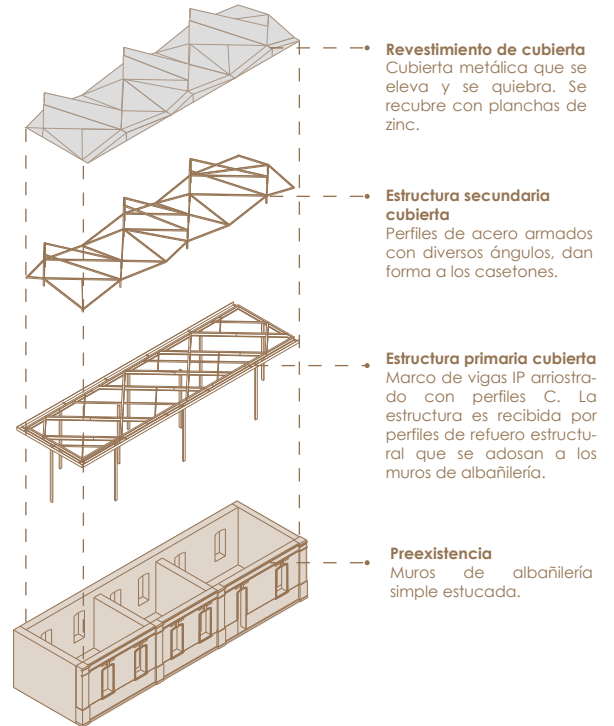 Revestimiento de cubierta
Cubierta metálica que se
eleva y se quiebra. Se
recubre con planchas de
zinc.
Estructura secundaria
cubierta
Perfiles de acero armados
con diversos ángulos, dan
forma a los casetones.
Estructura primaria cubierta
Marco de vigas IP arriostra-
do con perfiles C. La
estructura es recibida por
perfiles de refuero estructu-
ral que se adosan a los
muros de albañilería.
Preexistencia
Muros de albañilería
simple estucada.